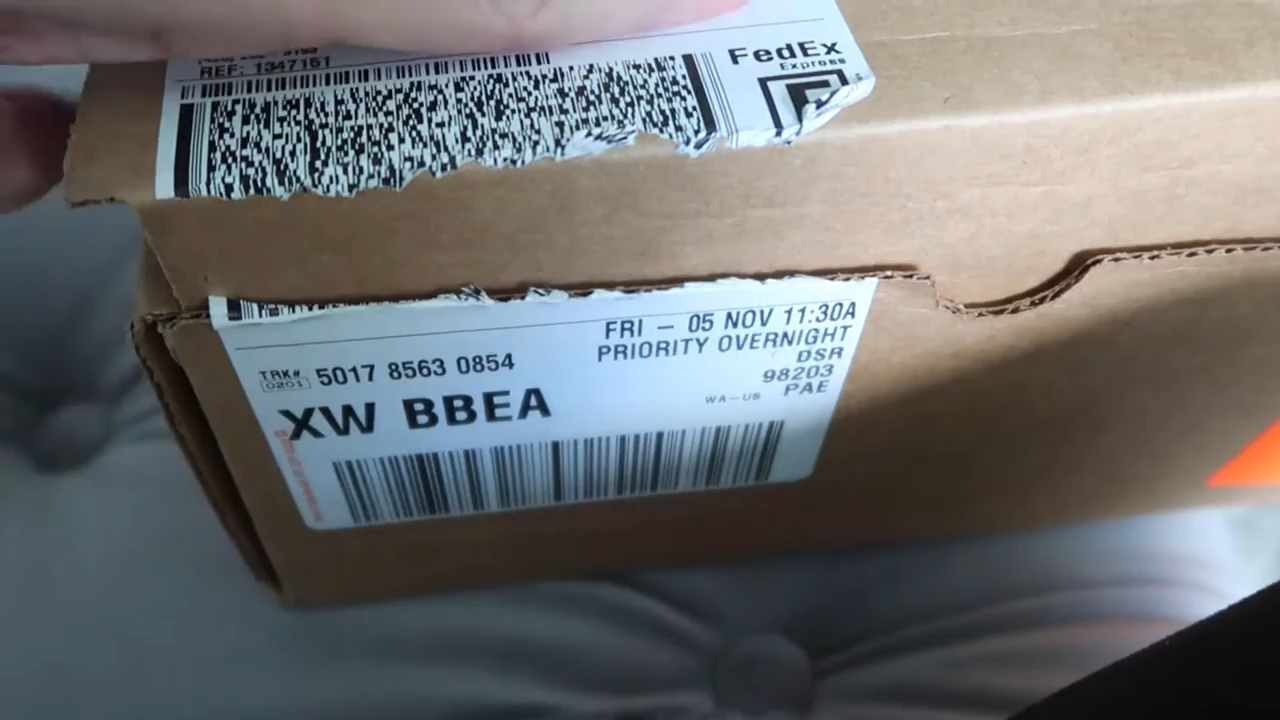 REF: 1347151
FedEx
Express
FRI – 05 NOV 11:30A
PRIORITY OVERNIGHT
TRK# 5017 8563 0854
0201
DSR
98203
WA-US PAE
XW BBEA